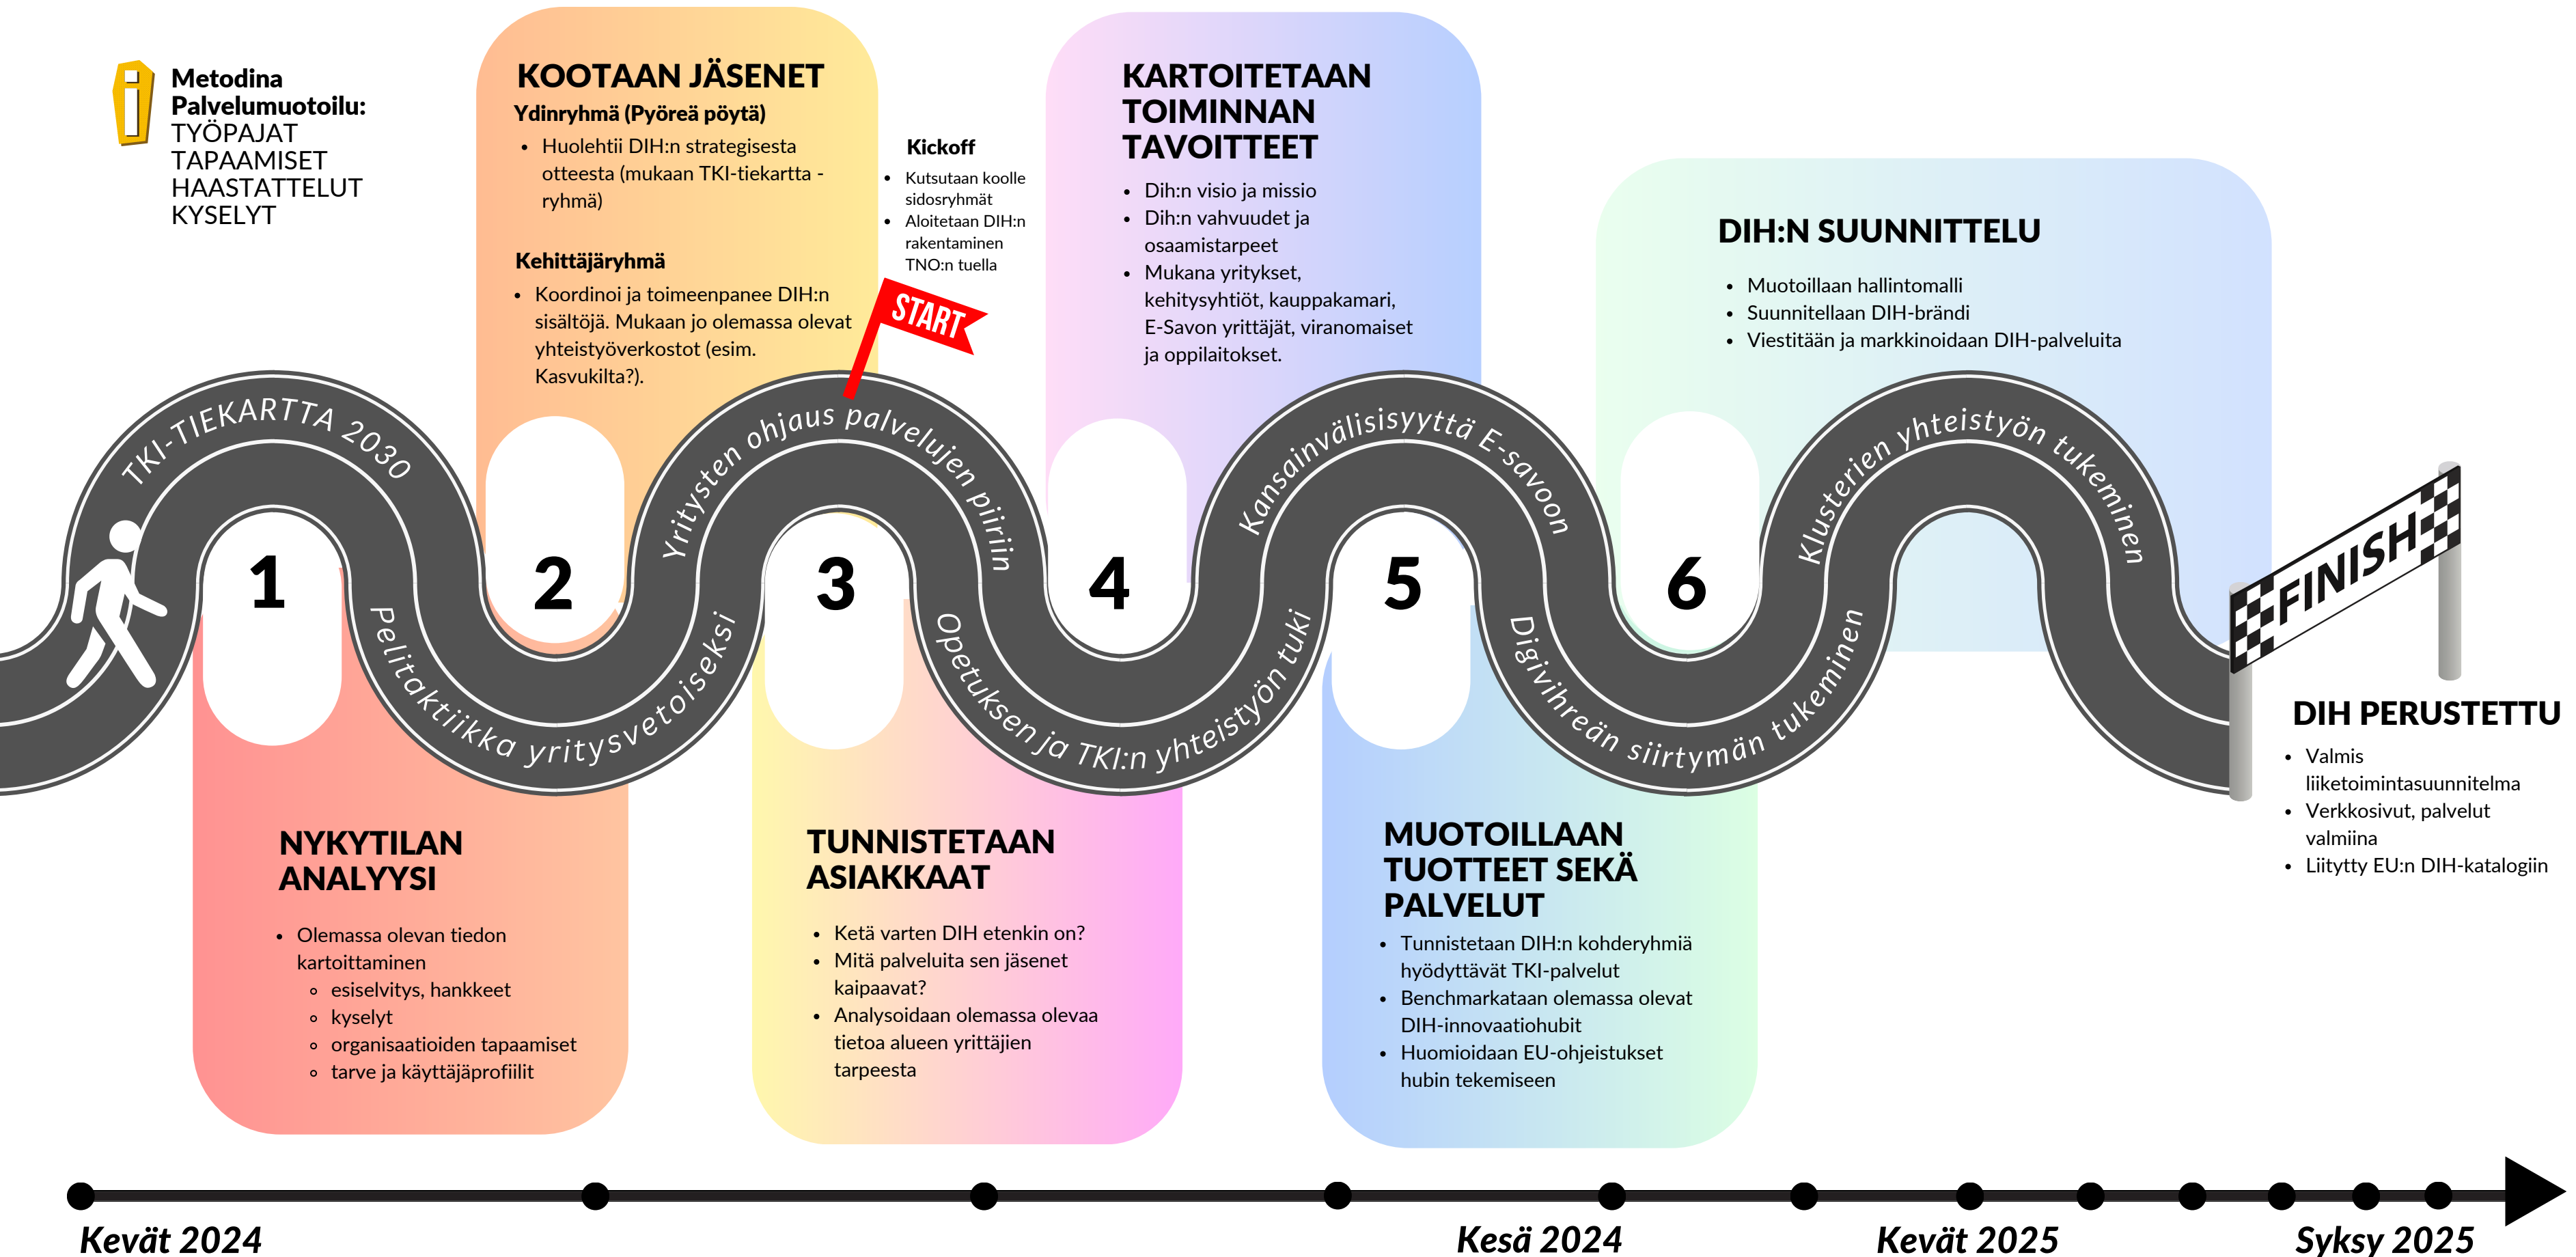 Metodina
Palvelumuotoilu:
TYÖPAJAT
TAPAAMISET
HAASTATTELUT
KYSELYT
KOOTAAN JÄSENET
Ydinryhmä (Pyöreä pöytä)
• Huolehtii DIH:n strategisesta
otteesta (mukaan TKI-tiekartta -
ryhmä)
Kehittäjäryhmä
• Koordinoi ja toimeenpanee DIH:n
sisältöjä. Mukaan jo olemassa olevat
yhteistyöverkostot (esim.
Kasvukilta?).
Kickoff
• Kutsutaan koolle
sidosryhmät
• Aloitetaan DIH:n
rakentaminen
TNO:n tuella
START
KARTOITETAAN
TOIMINNAN
TAVOITTEET
• Dih:n visio ja missio
• Dih:n vahvuudet ja
osaamistarpeet
• Mukana yritykset,
kehitysyhtiöt, kauppakamari,
E-Savon yrittäjät, viranomaiset
ja oppilaitokset.
DIH:N SUUNNITTELU
• Muotoillaan hallintomalli
• Suunnitellaan DIH-brändi
• Viestitään ja markkinoidaan DIH-palveluita
TKI-TIEKARTTA 2030
Pelitaktiikka yritysvetoiseksi
Yritysten ohjaus palvelujen piiriin
Opetuksen ja TKI:n yhteistyön tuki
Kansainvälisisyyttä E-savoon
Digivihreän siirtymän tukeminen
Klusterien yhteistyön tukeminen
FINISH
1
2
3
4
5
6
NYKYTILAN
ANALYYSI
• Olemassa olevan tiedon
kartoittaminen
◦ esiselvitys, hankkeet
◦ kyselyt
◦ organisaatioiden tapaamiset
◦ tarve ja käyttäjäprofiilit
TUNNISTETAAN
ASIAKKAAT
• Ketä varten DIH etenkin on?
• Mitä palveluita sen jäsenet
kaipaavat?
• Analysoidaan olemassa olevaa
tietoa alueen yrittäjien
tarpeesta
MUOTOILLAAN
TUOTTEET SEKÄ
PALVELUT
• Tunnistetaan DIH:n kohderyhmiä
hyödyttävät TKI-palvelut
• Benchmarkataan olemassa olevat
DIH-innovaatiohubit
• Huomioidaan EU-ohjeistukset
hubin tekemiseen
DIH PERUSTETTU
• Valmis
liiketoimintasuunnitelma
• Verkkosivut, palvelut
valmiina
• Liitytty EU:n DIH-katalogiin
Kevät 2024
Kesä 2024
Kevät 2025
Syksy 2025